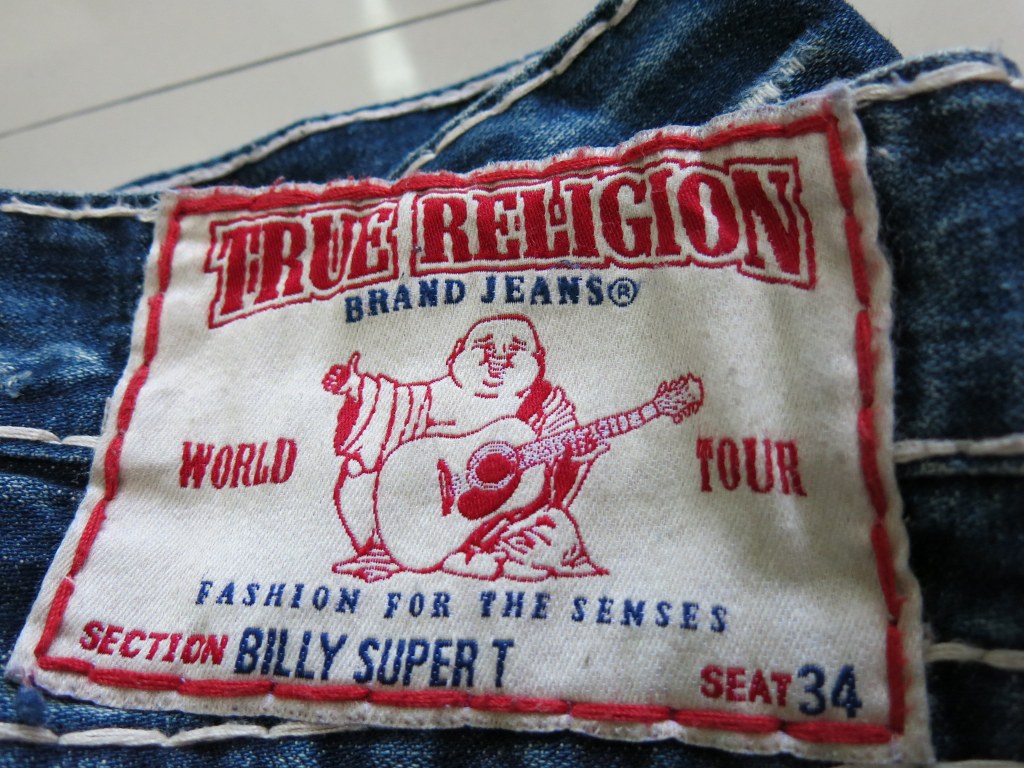 TRUE RELIGION
BRAND JEANS®
WORLD TOUR
FASHION FOR THE SENSES
SECTION BILLY SUPER T SEAT 34